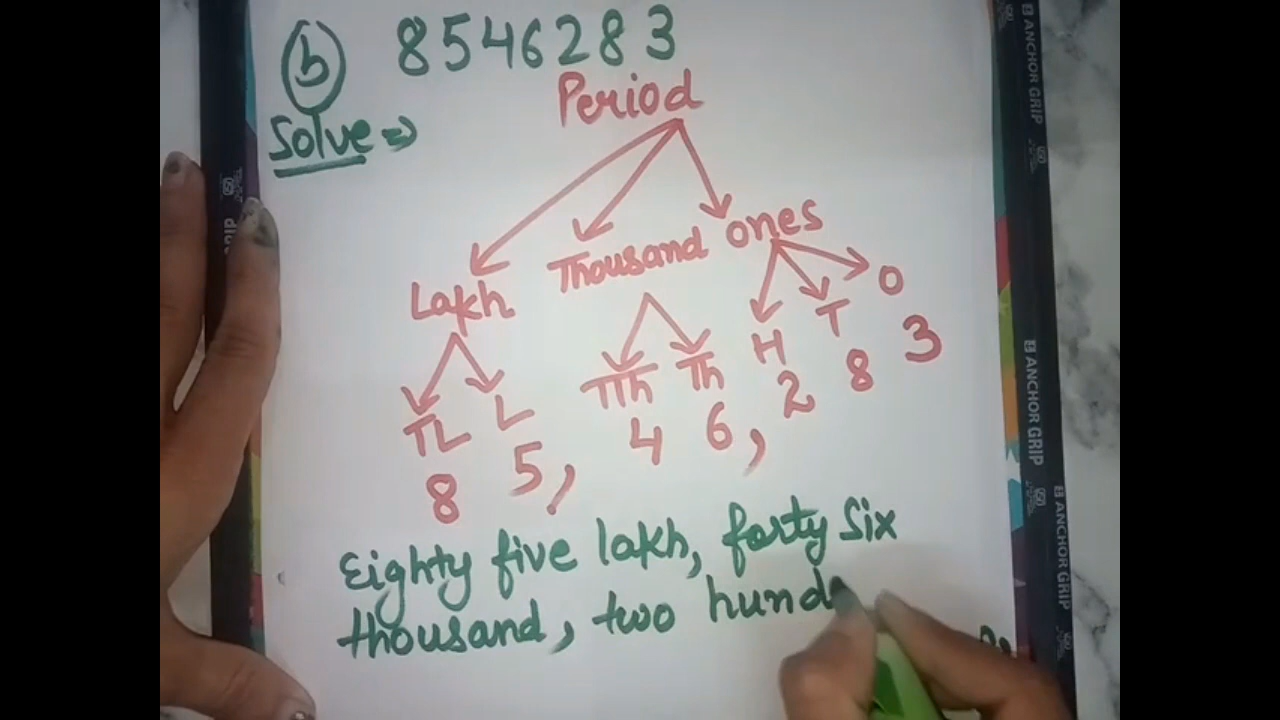 b 8546283
Solve ⇒ Period
Lakh Thousand ones
TL L TTh Th H T O
8 5, 4 6, 2 8 3
Eighty five lakh, forty six
thousand, two hund
ANCHOR GRIP
ANCHOR GRIP
ANCHOR GRIP